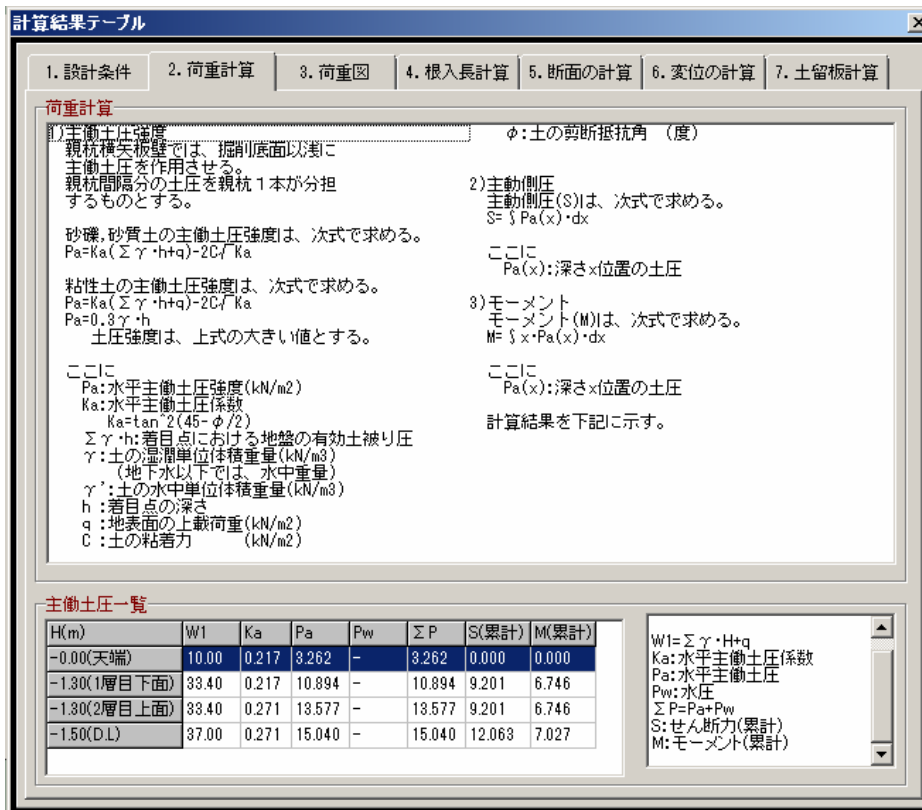 計算結果テーブル
1.設計条件 2.荷重計算 3.荷重図 4.根入長計算 5.断面の計算 6.変位の計算 7.土留板計算
荷重計算
1)主働土圧強度
親杭横矢板壁では、掘削底面以浅に
主働土圧を作用させる。
親杭間隔分の土圧を親杭1本が分担
するものとする。
砂礫,砂質土の主働土圧強度は、次式で求める。
Pa=Ka(Σγ・h+q)-2C√Ka
粘性土の主働土圧強度は、次式で求める。
Pa=Ka(Σγ・h+q)-2C√Ka
Pa=0.3γ・h
土圧強度は、上式の大きい値とする。
ここに
Pa:水平主働土圧強度(kN/m2)
Ka:水平主働土圧係数
Ka=tan^2(45-φ/2)
Σγ・h:着目点における地盤の有効土被り圧
γ:土の湿潤単位体積重量(kN/m3)
(地下水以下では、水中重量)
γ':土の水中単位体積重量(kN/m3)
h:着目点の深さ
q:地表面の上載荷重(kN/m2)
C:土の粘着力 (kN/m2)
φ:土の剪断抵抗角 (度)
2)主動側圧
主動側圧(S)は、次式で求める。
S=∫Pa(x)・dx
ここに
Pa(x):深さx位置の土圧
3)モーメント
モーメント(M)は、次式で求める。
M=∫x・Pa(x)・dx
ここに
Pa(x):深さx位置の土圧
計算結果を下記に示す。
主働土圧一覧
H(m) W1 Ka Pa Pw ΣP S(累計) M(累計)
-0.00(天端) 10.00 0.217 3.262 - 3.262 0.000 0.000
-1.30(1層目下面) 33.40 0.217 10.894 - 10.894 9.201 6.746
-1.30(2層目上面) 33.40 0.271 13.577 - 13.577 9.201 6.746
-1.50(D.L) 37.00 0.271 15.040 - 15.040 12.063 7.027
W1=Σγ・H+q
Ka:水平主働土圧係数
Pa:水平主働土圧
Pw:水圧
ΣP=Pa+Pw
S:せん断力(累計)
M:モーメント(累計)